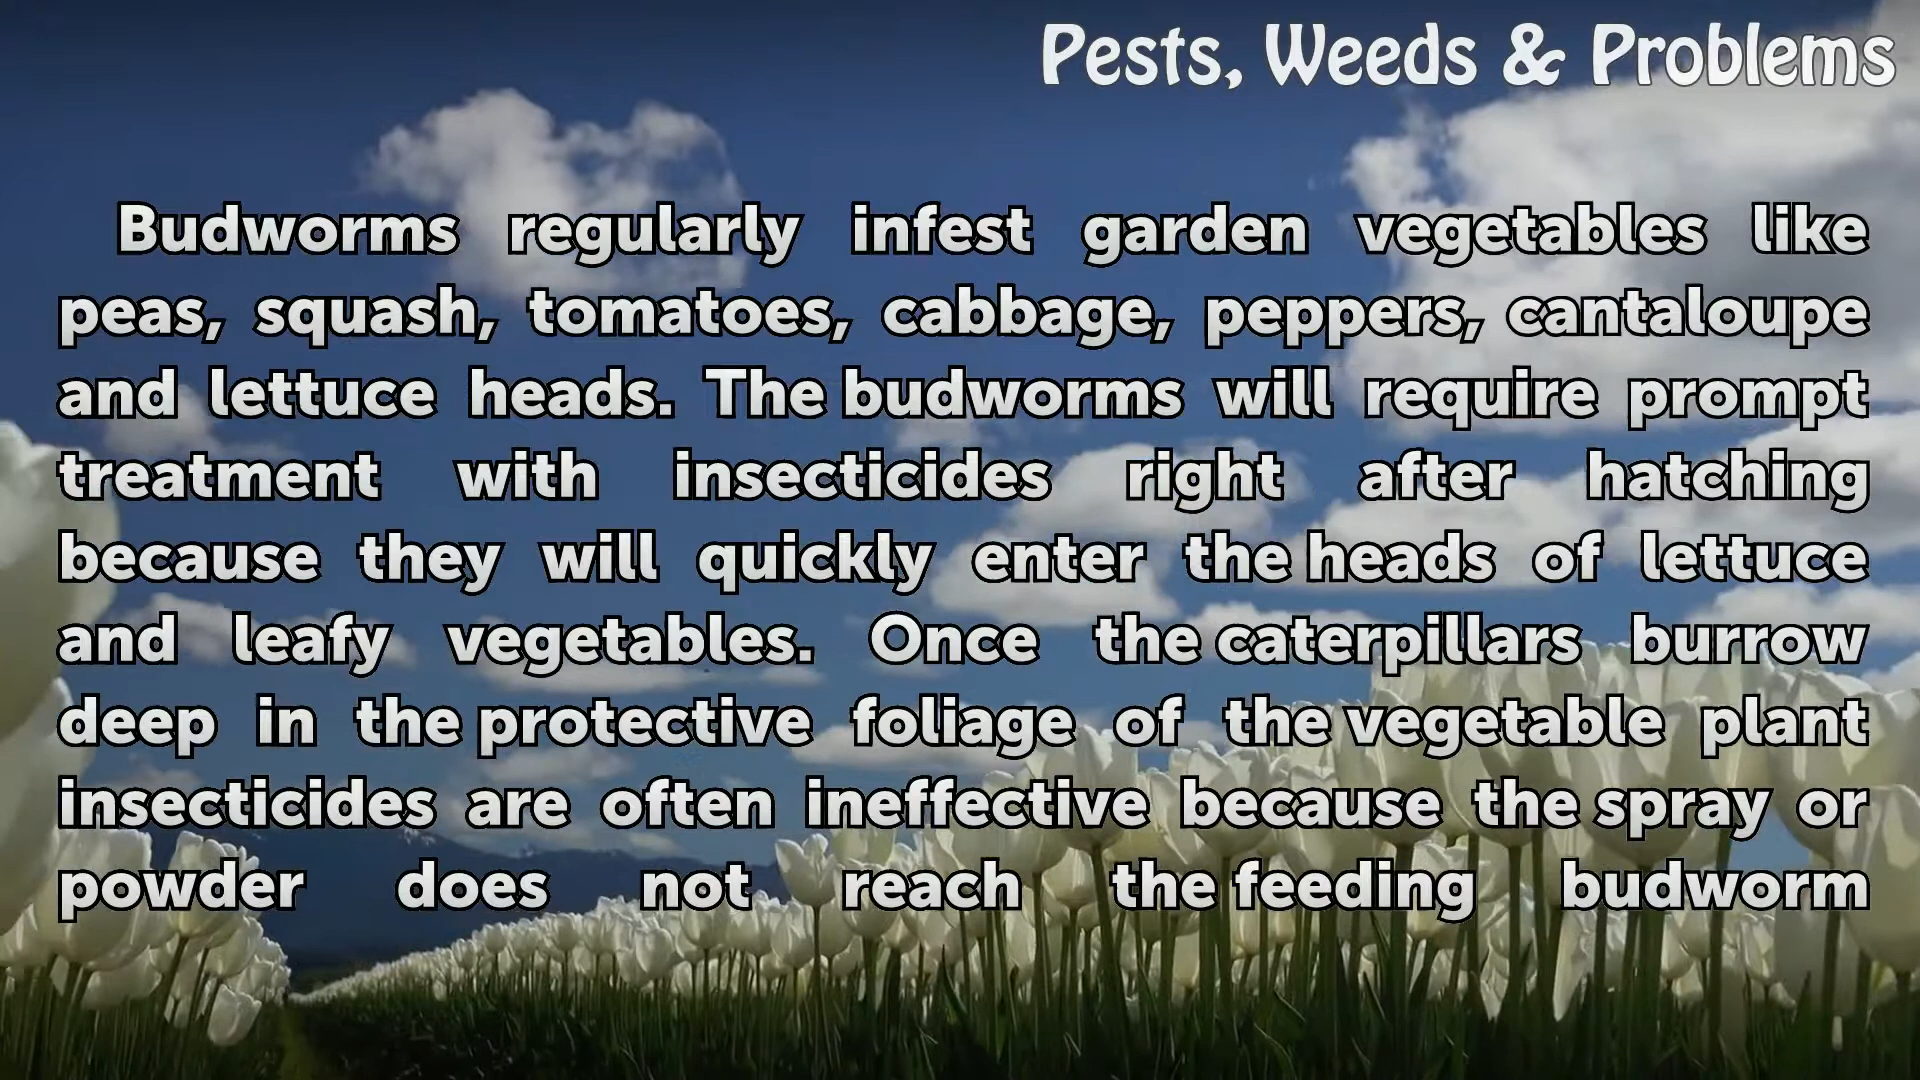 Pests, Weeds & Problems
Budworms regularly infest garden vegetables like
peas, squash, tomatoes, cabbage, peppers, cantaloupe
and lettuce heads. The budworms will require prompt
treatment with insecticides right after hatching
because they will quickly enter the heads of lettuce
and leafy vegetables. Once the caterpillars burrow
deep in the protective foliage of the vegetable plant
insecticides are often ineffective because the spray or
powder does not reach the feeding budworm